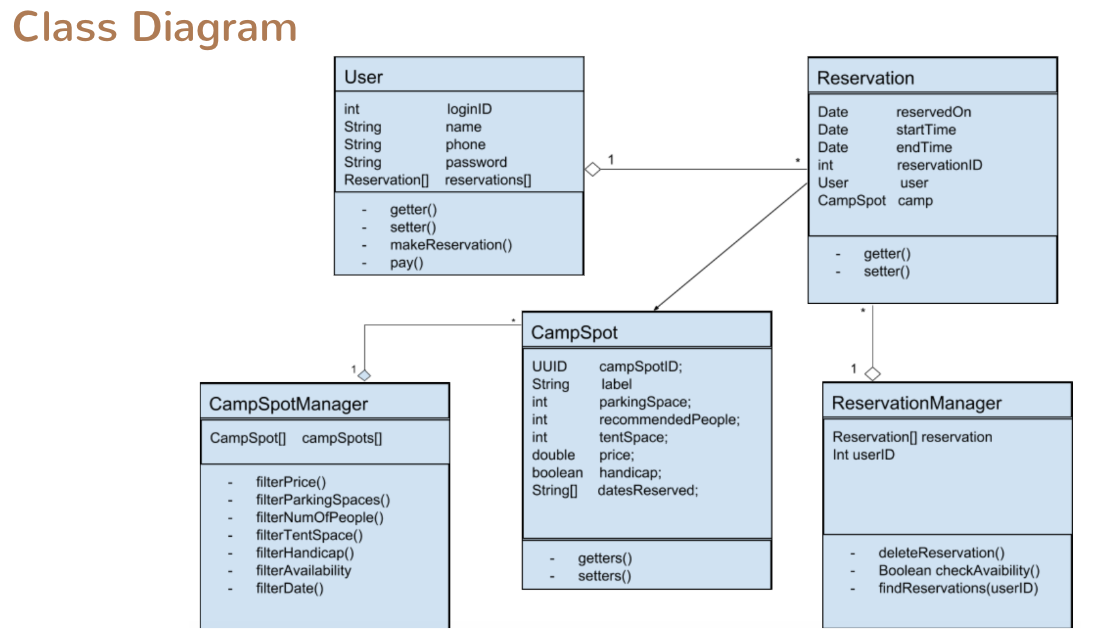 Class Diagram
User
int loginID
String name
String phone
String password
Reservation[] reservations[]
- getter()
- setter()
- makeReservation()
- pay()
1
*
Reservation
Date reservedOn
Date startTime
Date endTime
int reservationID
User user
CampSpot camp
- getter()
- setter()
*
1
CampSpotManager
CampSpot[] campSpots[]
- filterPrice()
- filterParkingSpaces()
- filterNumOfPeople()
- filterTentSpace()
- filterHandicap()
- filterAvailability
- filterDate()
*
CampSpot
UUID campSpotID;
String label
int parkingSpace;
int recommendedPeople;
int tentSpace;
double price;
boolean handicap;
String[] datesReserved;
- getters()
- setters()
1
ReservationManager
Reservation[] reservation
Int userID
- deleteReservation()
- Boolean checkAvaibility()
- findReservations(userID)